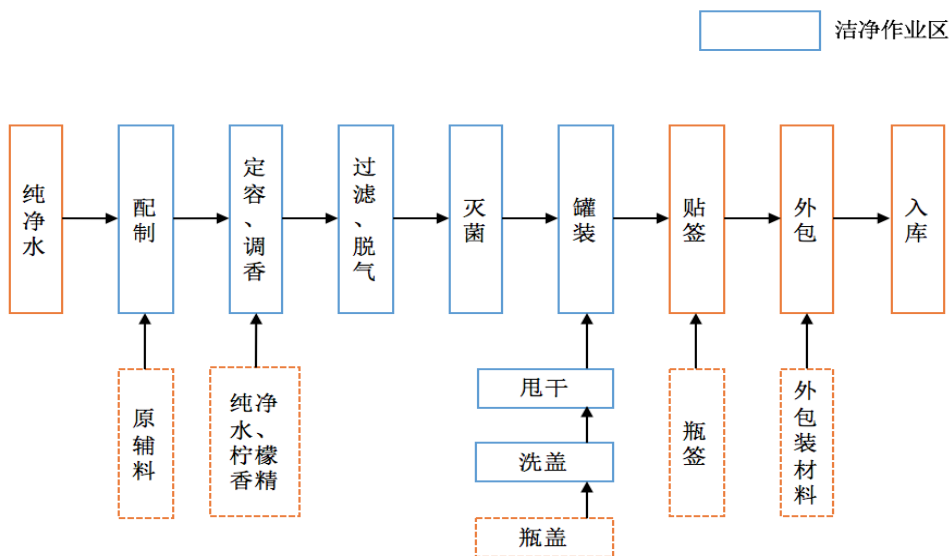 洁净作业区
纯净水
配制
定容、调香
过滤、脱气
灭菌
罐装
贴签
外包
入库
原辅料
纯净
水、
柠檬
香精
甩干
洗盖
瓶盖
瓶签
外包装材料